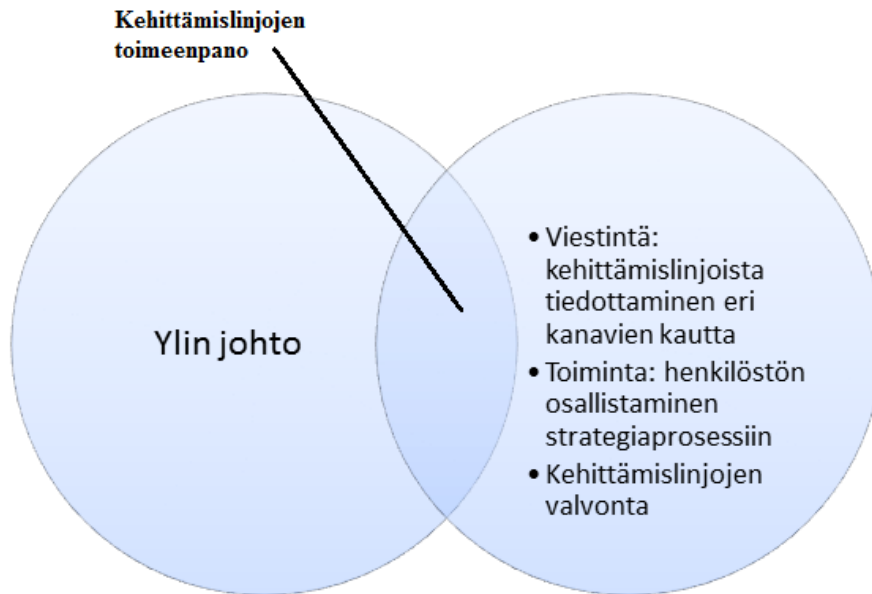 Kehittämislinjojen
toimeenpano
Ylin johto
• Viestintä:
kehittämislinjoista
tiedottaminen eri
kanavien kautta
• Toiminta: henkilöstön
osallistaminen
strategiaprosessiin
• Kehittämislinjojen
valvonta